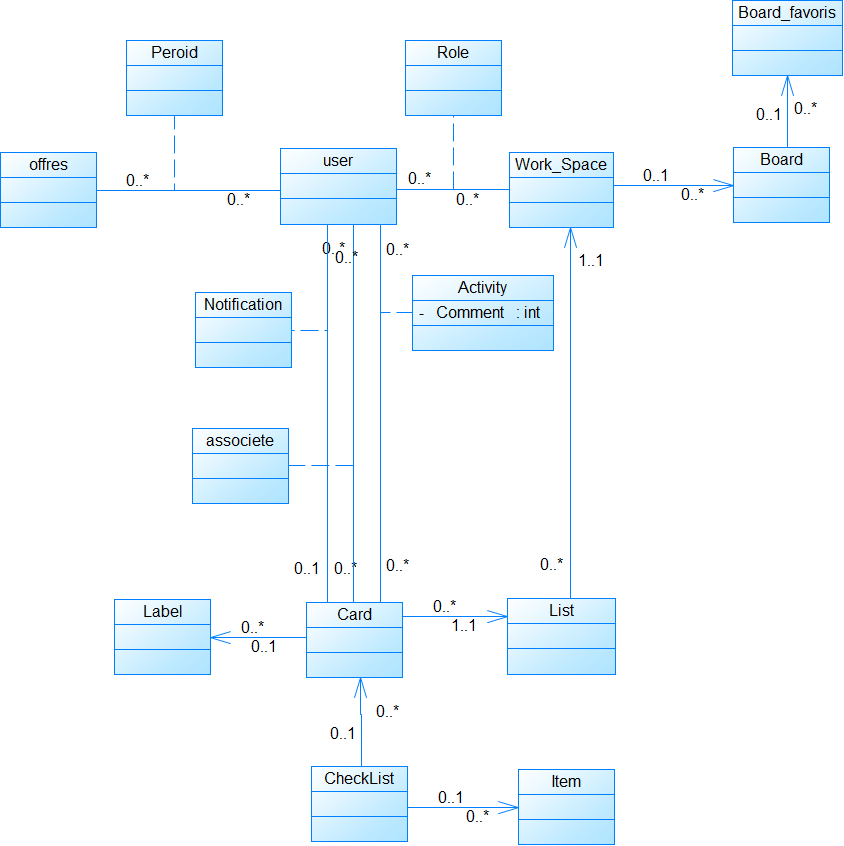 Board_favoris
Peroid
Role
0..1
0..*
offres
user
Work_Space
Board
0..*
0..*
0..*
0..*
0..1
0..*
0..*
0..*
0..*
1..1
Activity
- Comment : int
Notification
associete
0..1
0..*
0..*
0..*
Label
Card
List
0..*
1..1
0..*
0..1
0..*
0..1
CheckList
Item
0..1
0..*